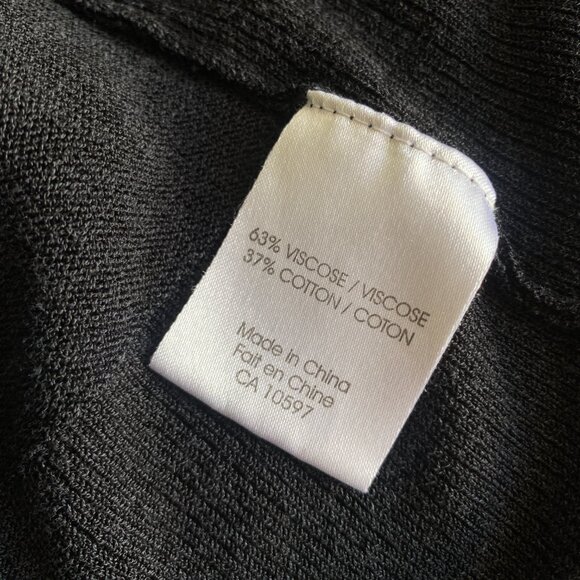 63% VISCOSE / VISCOSE
37% COTTON / COTON
Made in China
Fait en Chine
CA 10597